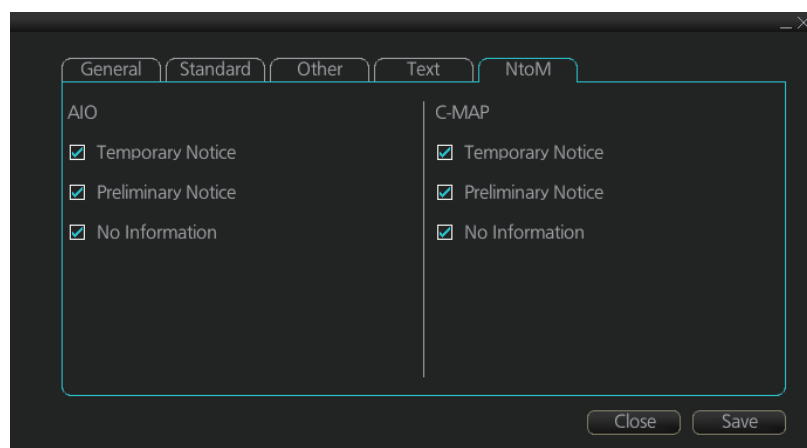 General Standard Other Text NtoM
AIO
Temporary Notice
Preliminary Notice
No Information
C-MAP
Temporary Notice
Preliminary Notice
No Information
Close Save